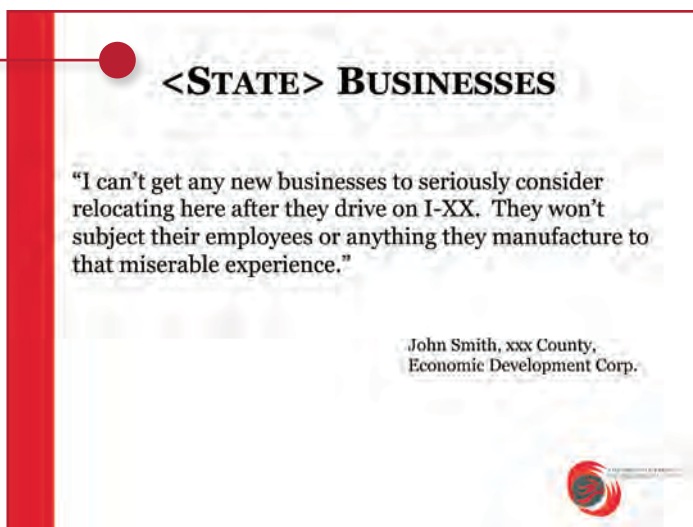 <STATE> BUSINESSES
“I can’t get any new businesses to seriously consider
relocating here after they drive on I-XX.  They won’t
subject their employees or anything they manufacture to
that miserable experience.”
John Smith, xxx County,
Economic Development Corp.